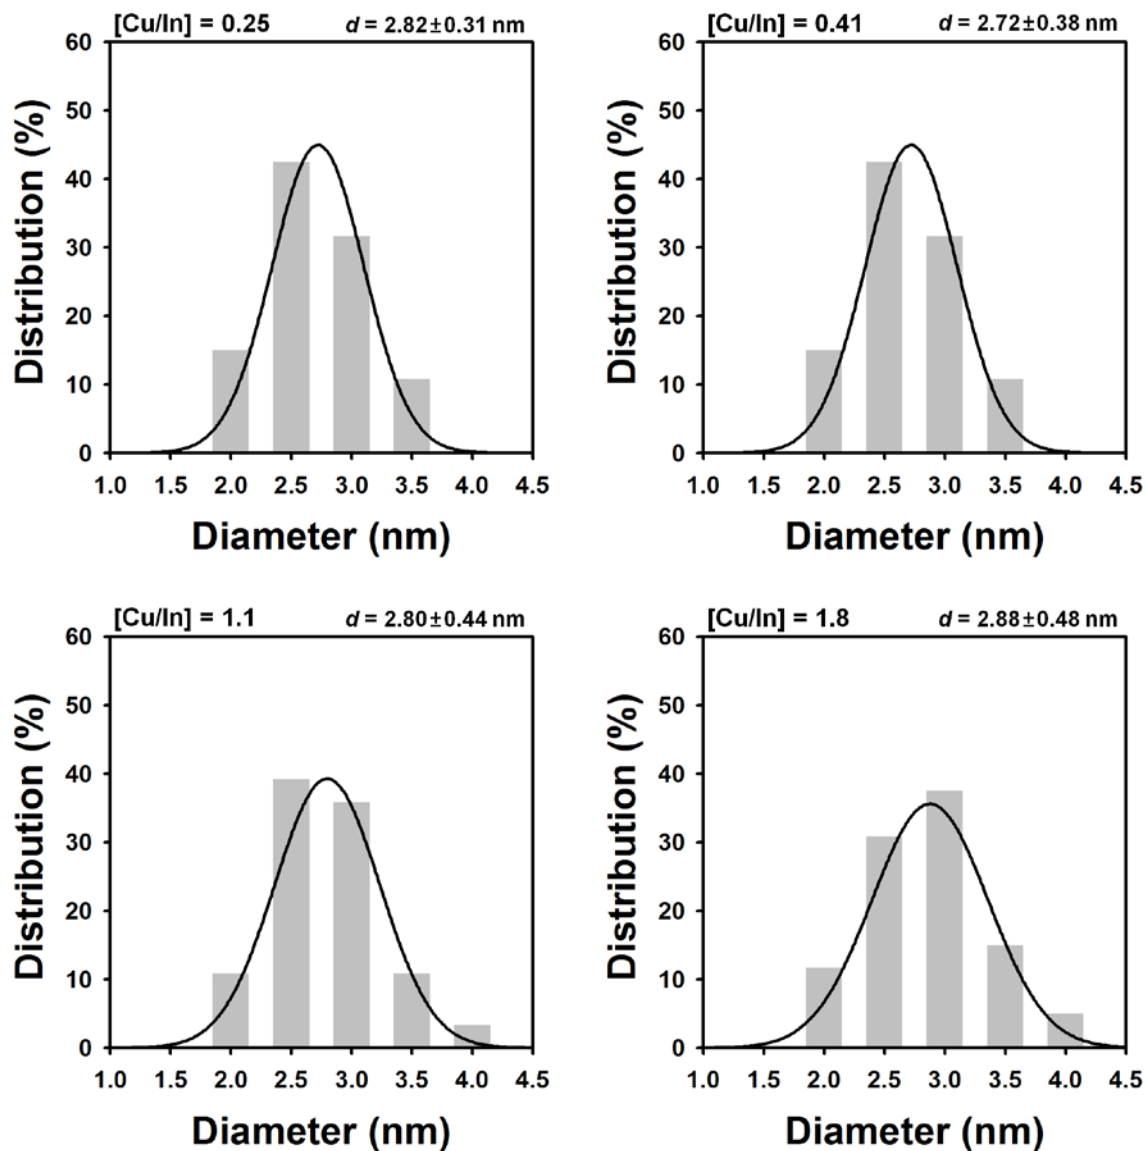 [Cu/In] = 0.25 d = 2.82±0.31 nm
60
50
40
30
20
10
0
Distribution (%)
1.0 1.5 2.0 2.5 3.0 3.5 4.0 4.5
Diameter (nm)
[Cu/In] = 0.41 d = 2.72±0.38 nm
60
50
40
30
20
10
0
Distribution (%)
1.0 1.5 2.0 2.5 3.0 3.5 4.0 4.5
Diameter (nm)
[Cu/In] = 1.1 d = 2.80±0.44 nm
60
50
40
30
20
10
0
Distribution (%)
1.0 1.5 2.0 2.5 3.0 3.5 4.0 4.5
Diameter (nm)
[Cu/In] = 1.8 d = 2.88±0.48 nm
60
50
40
30
20
10
0
Distribution (%)
1.0 1.5 2.0 2.5 3.0 3.5 4.0 4.5
Diameter (nm)